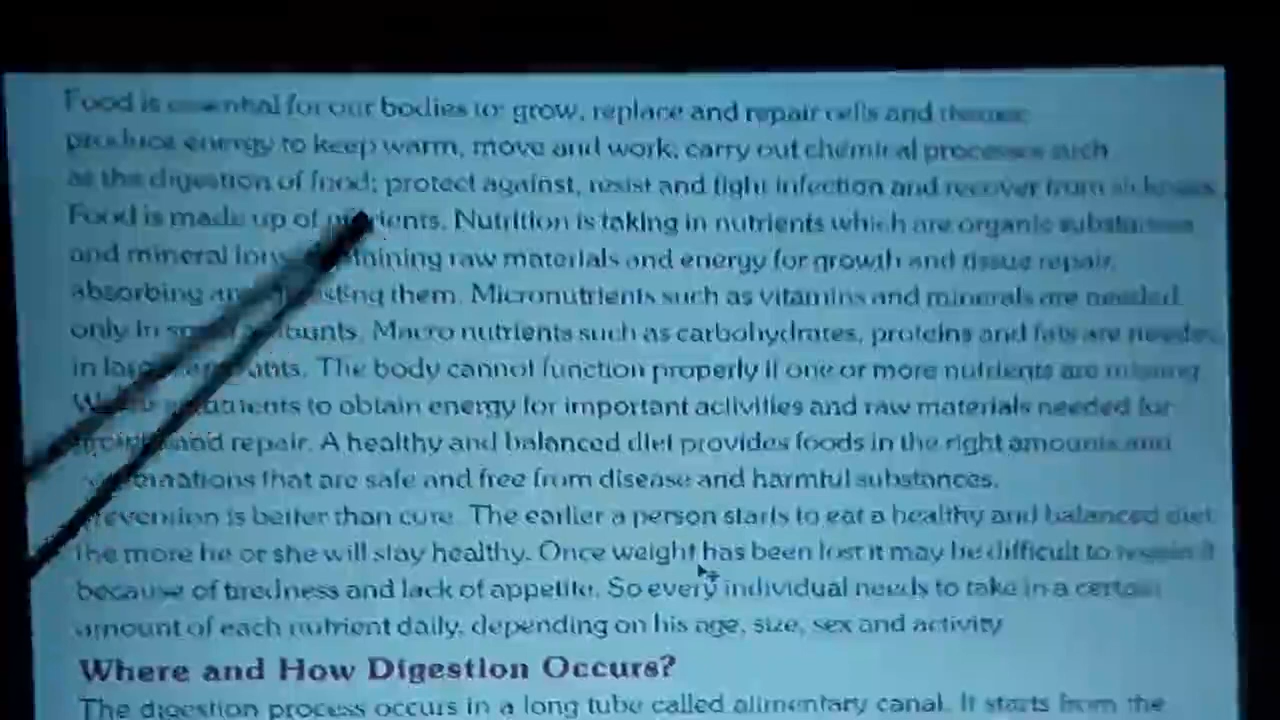 Food is essential for our bodies to: grow, replace and repair cells and tissues;
produce energy to keep warm, move and work; carry out chemical processes such
as the digestion of food; protect against, resist and fight infection and recover from sickness.
Food is made up of nutrients. Nutrition is taking in nutrients which are organic substances
and mineral ions, containing raw materials and energy for growth and tissue repair,
absorbing and them. Micronutrients such as vitamins and minerals are needed
only in small amounts. Macro nutrients such as carbohydrates, proteins and fats are needed
in large amounts. The body cannot function properly if one or more nutrients are missing
nutrients to obtain energy for important activities and raw materials needed for
and repair. A healthy and balanced diet provides foods in the right amounts and
combinations that are safe and free from disease and harmful substances.
Prevention is better than cure. The earlier a person starts to eat a healthy and balanced diet
the more he or she will stay healthy. Once weight has been lost it may be difficult to regain it
because of tiredness and lack of appetite. So every individual needs to take in a certain
amount of each nutrient daily, depending on his age, size, sex and activity
Where and How Digestion Occurs?
The digestion process occurs in a long tube called alimentary canal. It starts from the